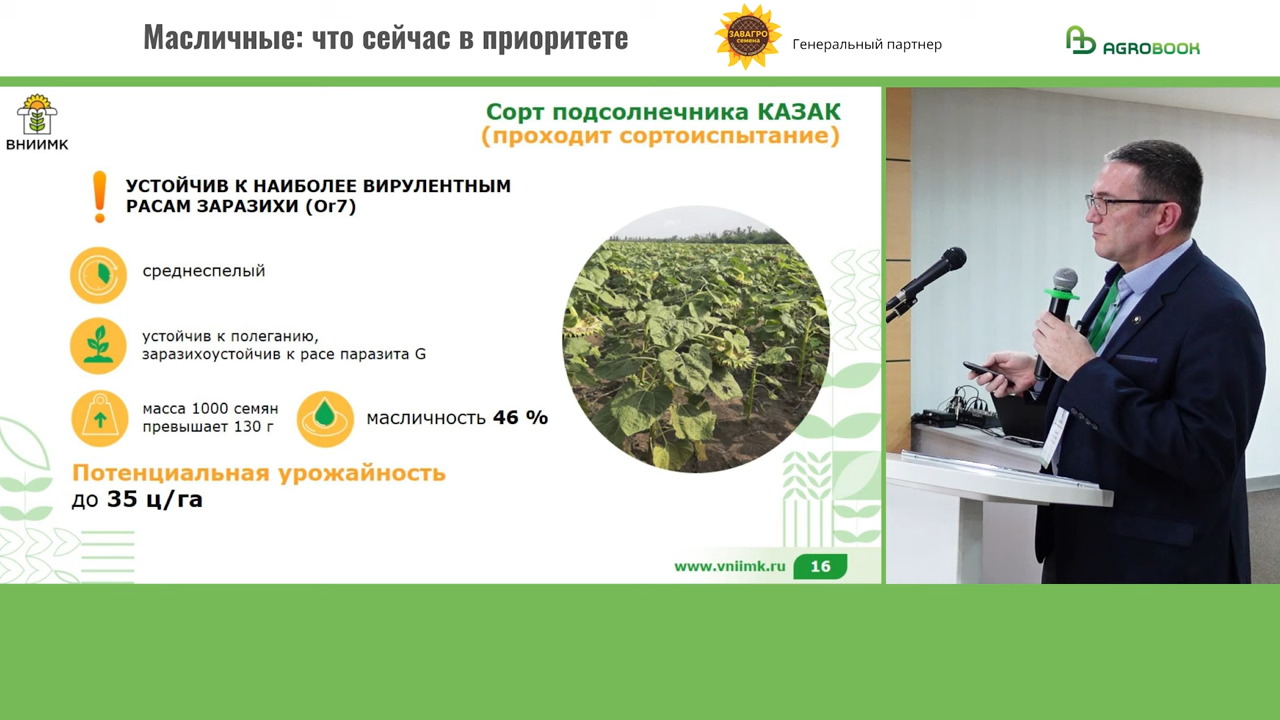 Масличные: что сейчас в приоритете
ЗАВАГРО
семена
Генеральный партнер
AGROBOOK
ВНИИМК
Сорт подсолнечника КАЗАК
(проходит сортоиспытание)
УСТОЙЧИВ К НАИБОЛЕЕ ВИРУЛЕНТНЫМ
РАСАМ ЗАРАЗИХИ (Or7)
среднеспелый
устойчив к полеганию,
заразихоустойчив к расе паразита G
масса 1000 семян
превышает 130 г
масличность 46 %
Потенциальная урожайность
до 35 ц/га
www.vniimk.ru
16